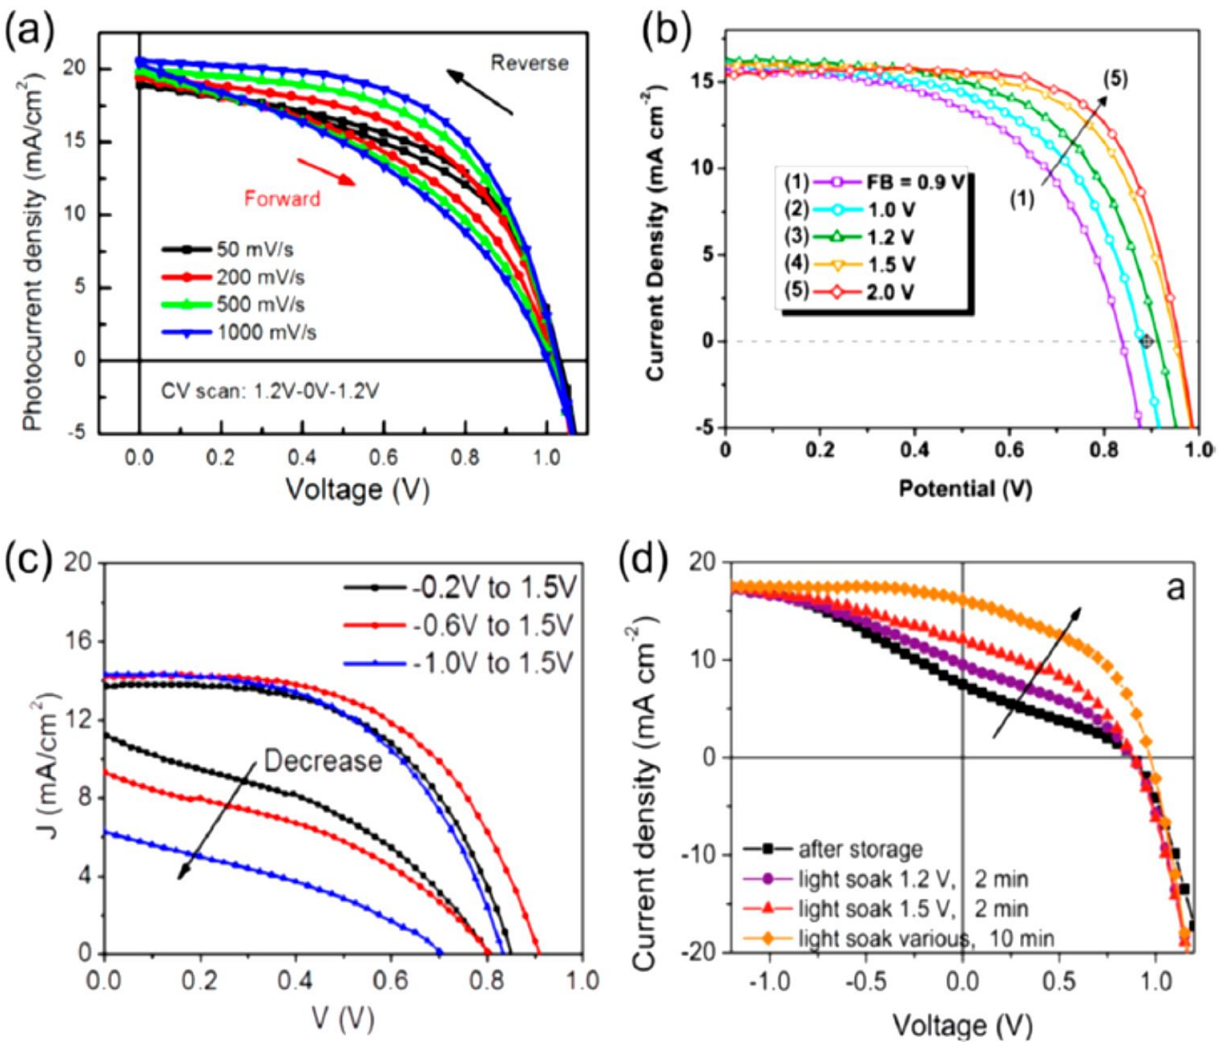 (a)
Photocurrent density (mA/cm²)
20
15
10
5
0
-5
Reverse
Forward
50 mV/s
200 mV/s
500 mV/s
1000 mV/s
CV scan: 1.2V-0V-1.2V
0.0 0.2 0.4 0.6 0.8 1.0
Voltage (V)
(b)
Current Density (mA cm⁻²)
15
10
5
0
-5
(5)
(1)
(1) FB = 0.9 V
(2) 1.0 V
(3) 1.2 V
(4) 1.5 V
(5) 2.0 V
0 0.2 0.4 0.6 0.8 1.0
Potential (V)
(c)
J (mA/cm²)
20
16
12
8
4
0
-0.2V to 1.5V
-0.6V to 1.5V
-1.0V to 1.5V
Decrease
0.0 0.2 0.4 0.6 0.8 1.0
V (V)
(d)
Current density (mA cm⁻²)
20
10
0
-10
-20
a
after storage
light soak 1.2 V, 2 min
light soak 1.5 V, 2 min
light soak various, 10 min
-1.0 -0.5 0.0 0.5 1.0
Voltage (V)